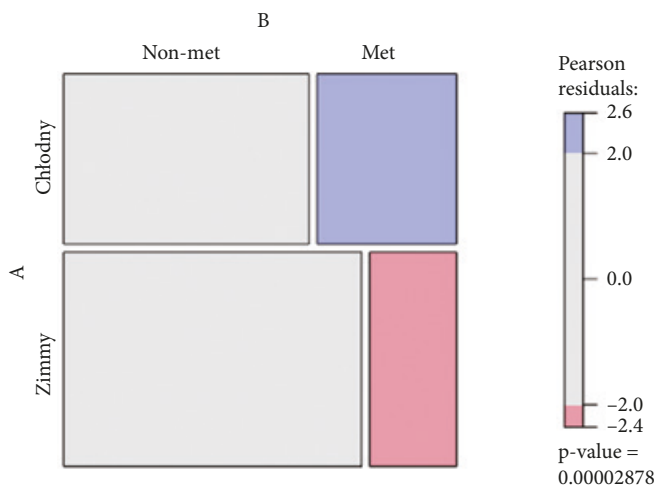 B
Non-met Met
Chłodny
A
Zimmy
Pearson
residuals:
2.6
2.0
0.0
–2.0
–2.4
p-value =
0.00002878